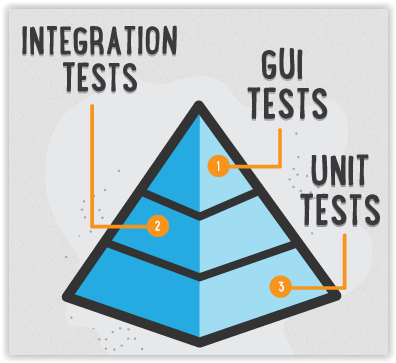 INTEGRATION
TESTS
GUI
TESTS
UNIT
TESTS
1
2
3